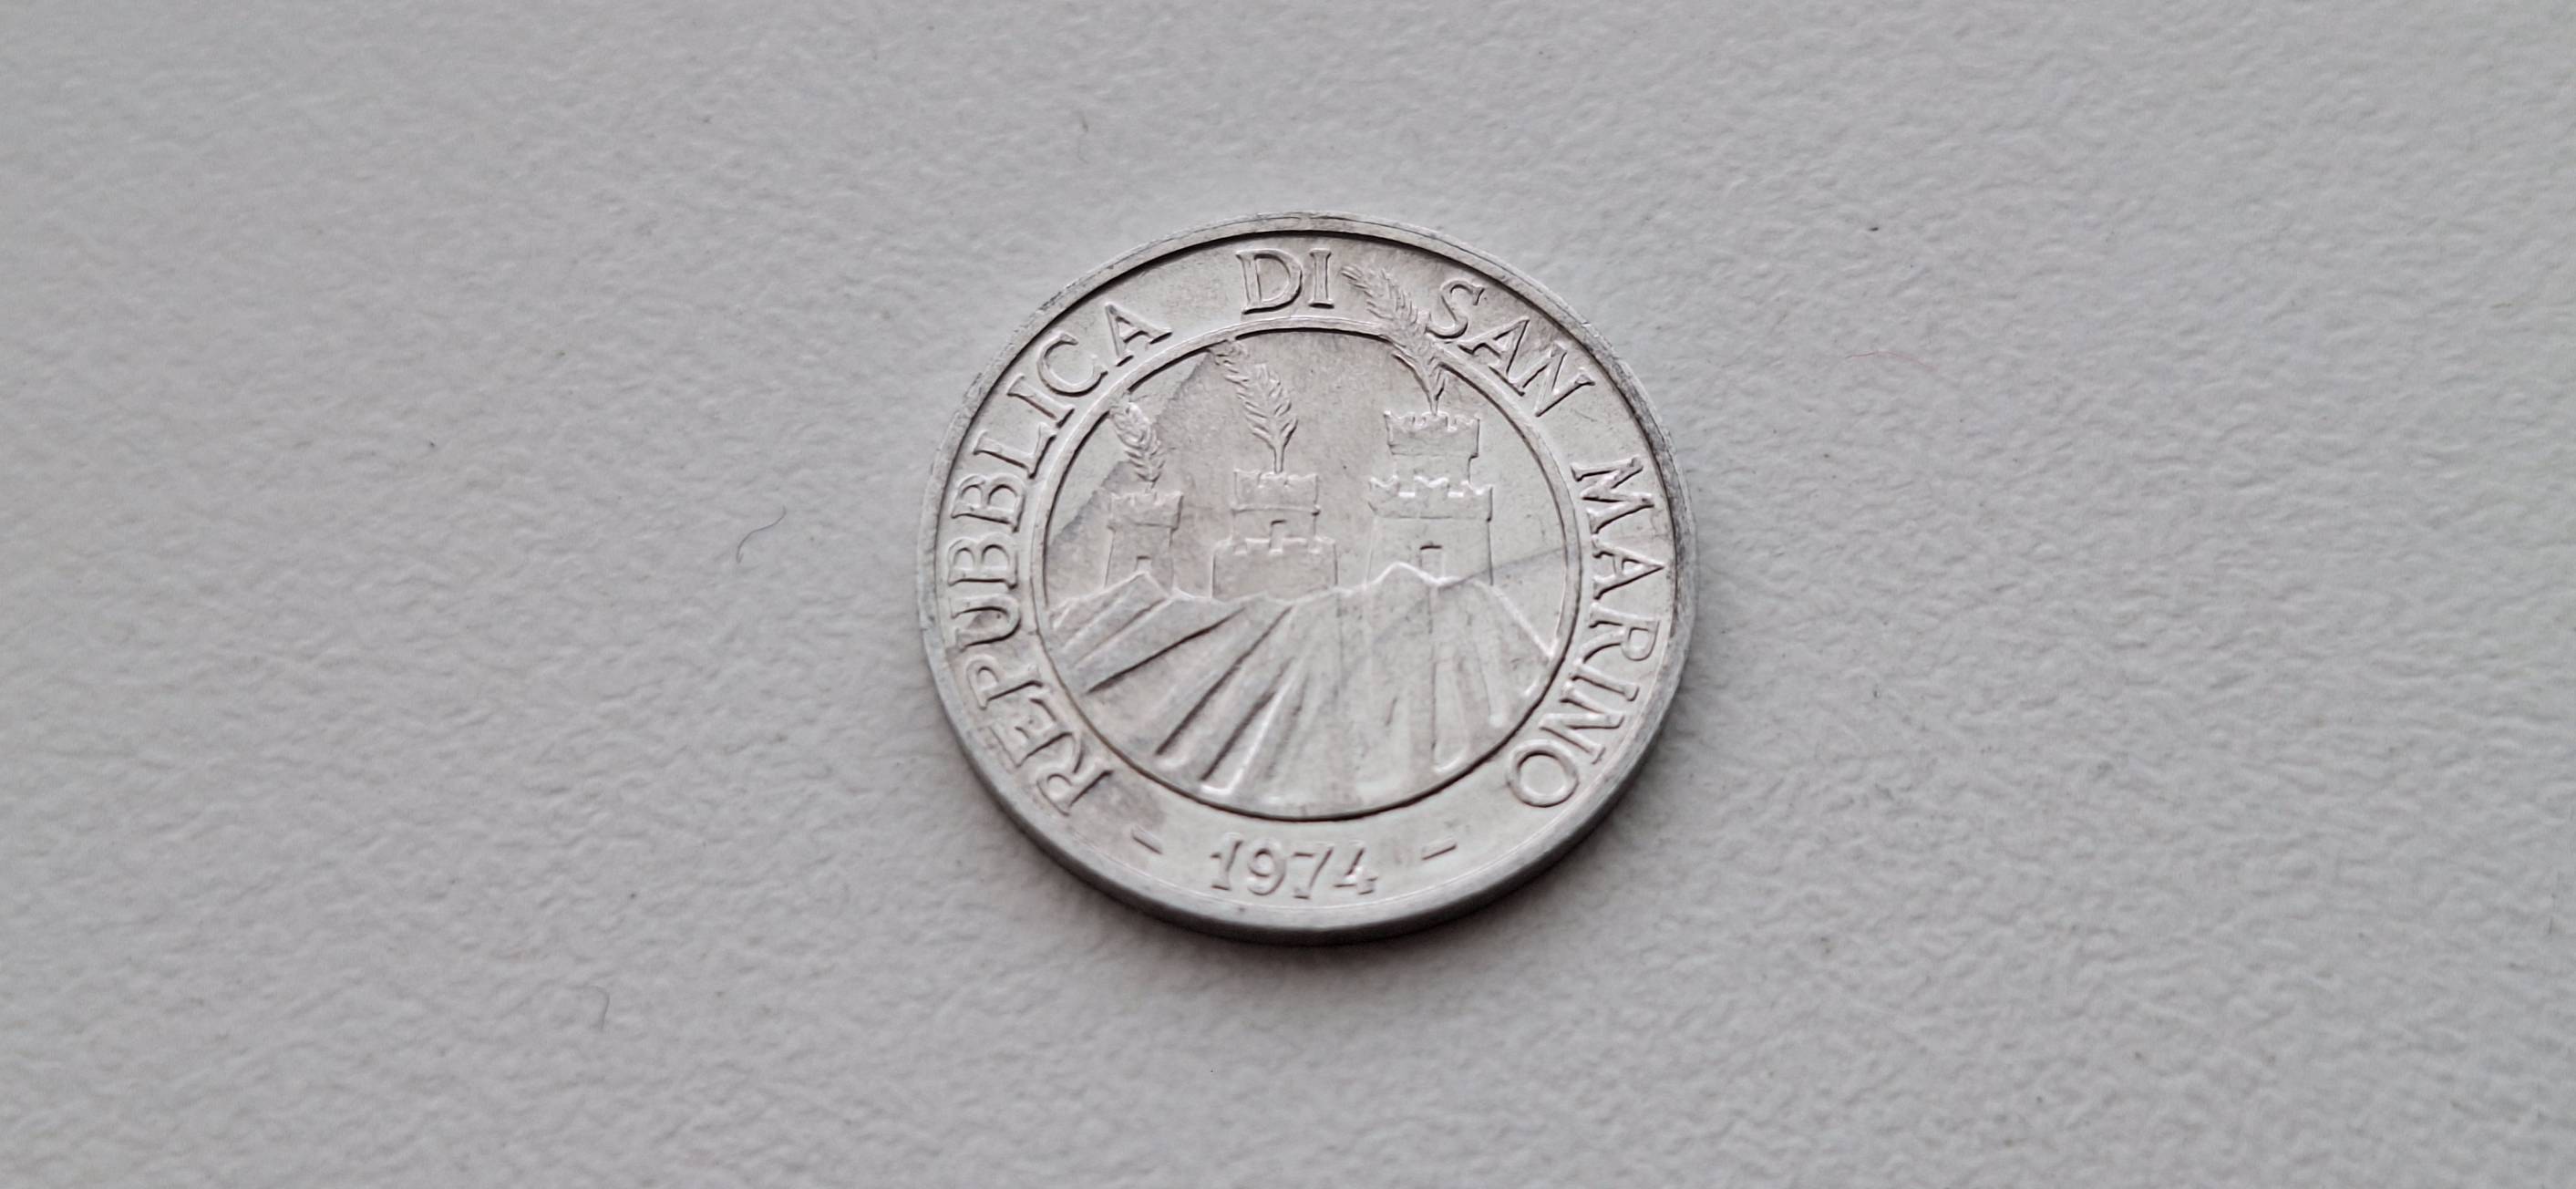 REPUBBLICA DI SAN MARINO
- 1974 -